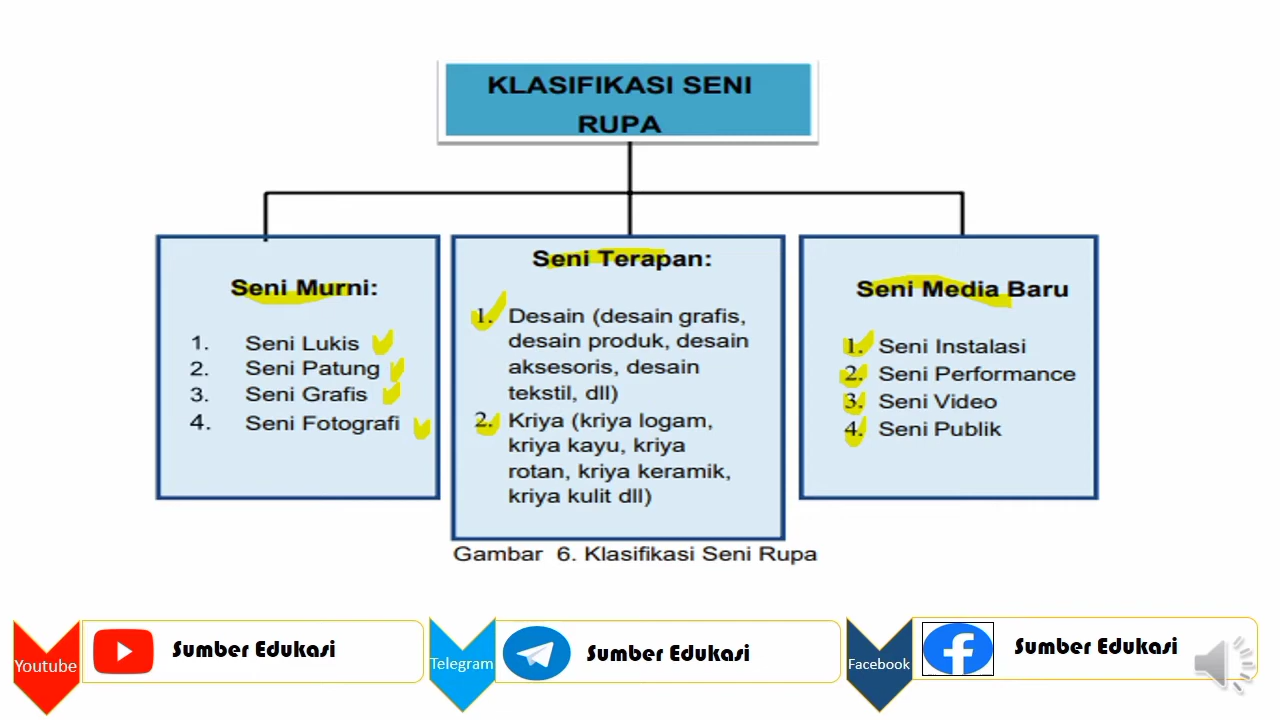 KLASIFIKASI SENI
RUPA
Seni Murni:
1. Seni Lukis
2. Seni Patung
3. Seni Grafis
4. Seni Fotografi
Seni Terapan:
1. Desain (desain grafis,
desain produk, desain
aksesoris, desain
tekstil, dll)
2. Kriya (kriya logam,
kriya kayu, kriya
rotan, kriya keramik,
kriya kulit dll)
Seni Media Baru
1. Seni Instalasi
2. Seni Performance
3. Seni Video
4. Seni Publik
Gambar 6. Klasifikasi Seni Rupa
Youtube
Sumber Edukasi
Telegram
Sumber Edukasi
Facebook
Sumber Edukasi